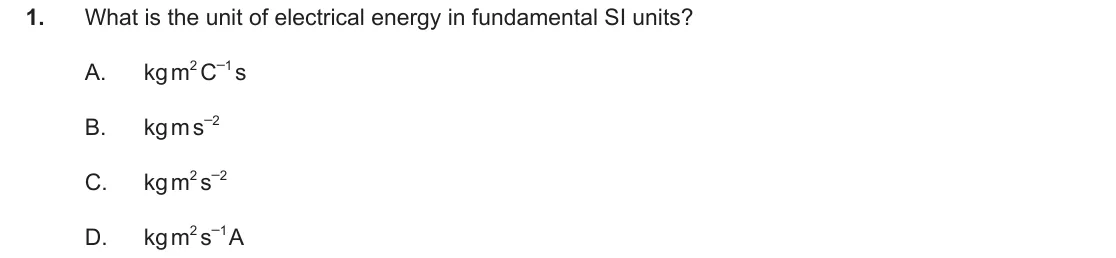 1. What is the unit of electrical energy in fundamental SI units?
A. kg m² C⁻¹ s
B. kg m s⁻²
C. kg m² s⁻²
D. kg m² s⁻¹ A